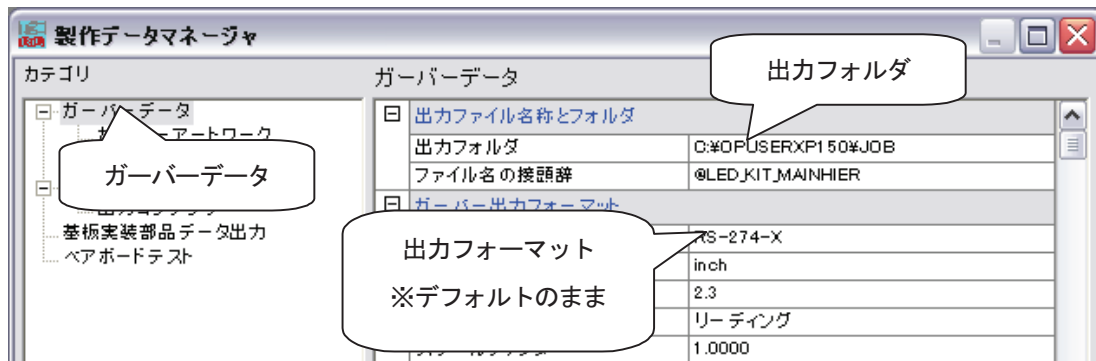 製作データマネージャ
カテゴリ
ガーバーデータ
出力フォルダ
ガーバーデータ
出力ファイル名称とフォルダ
出力フォルダ C:¥OPUSERXP150¥JOB
ガーバーデータ
ファイル名の接頭辞 @LED_KIT_MAINHIER
ガーバー出力フォーマット
基板実装部品データ出力
ベアボードテスト
出力フォーマット
※デフォルトのまま
RS-274-X
inch
2.3
リーディング
1.0000